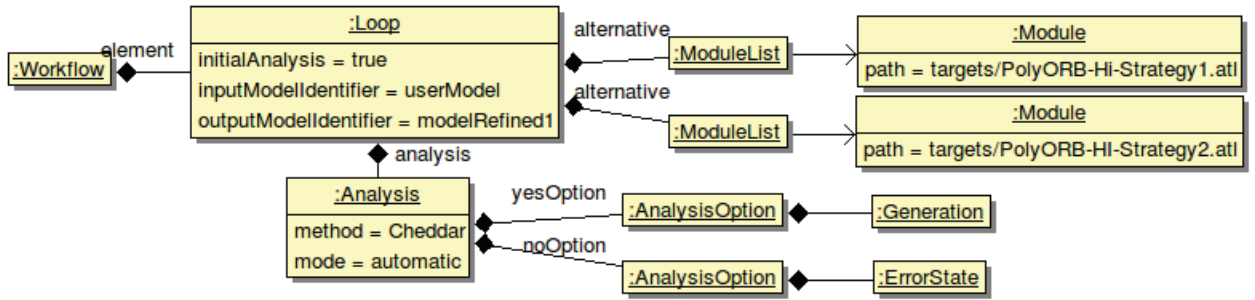 :Workflow
element
:Loop
initialAnalysis = true
inputModelIdentifier = userModel
outputModelIdentifier = modelRefined1
alternative
:ModuleList
:Module
path = targets/PolyORB-Hi-Strategy1.atl
alternative
:ModuleList
:Module
path = targets/PolyORB-HI-Strategy2.atl
analysis
:Analysis
method = Cheddar
mode = automatic
yesOption
:AnalysisOption
:Generation
noOption
:AnalysisOption
:ErrorState